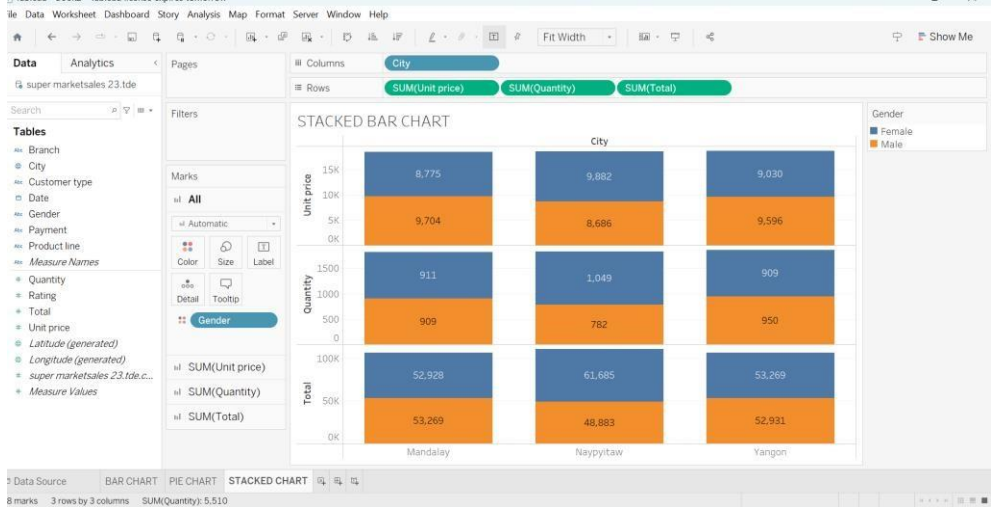 File Data Worksheet Dashboard Story Analysis Map Format Server Window Help
Fit Width
Show Me
Data Analytics
super marketsales 23.tde
Search
Tables
Abc Branch
City
Abc Customer type
Date
Abc Gender
Abc Payment
Abc Product line
Abc Measure Names
Quantity
Rating
Total
Unit price
Latitude (generated)
Longitude (generated)
super marketsales 23.tde.c...
Measure Values
Pages
Filters
Marks
All
Automatic
Color Size Label
Detail Tooltip
Gender
SUM(Unit price)
SUM(Quantity)
SUM(Total)
Columns City
Rows SUM(Unit price) SUM(Quantity) SUM(Total)
STACKED BAR CHART
City
Unit price
15K
10K
5K
0K
8,775 9,882 9,030
9,704 8,686 9,596
Quantity
1500
1000
500
0
911 1,049 909
909 782 950
Total
100K
50K
0K
52,928 61,685 53,269
53,269 48,883 52,931
Mandalay Naypyitaw Yangon
Gender
Female
Male
Data Source BAR CHART PIE CHART STACKED CHART
8 marks 3 rows by 3 columns SUM(Quantity): 5,510